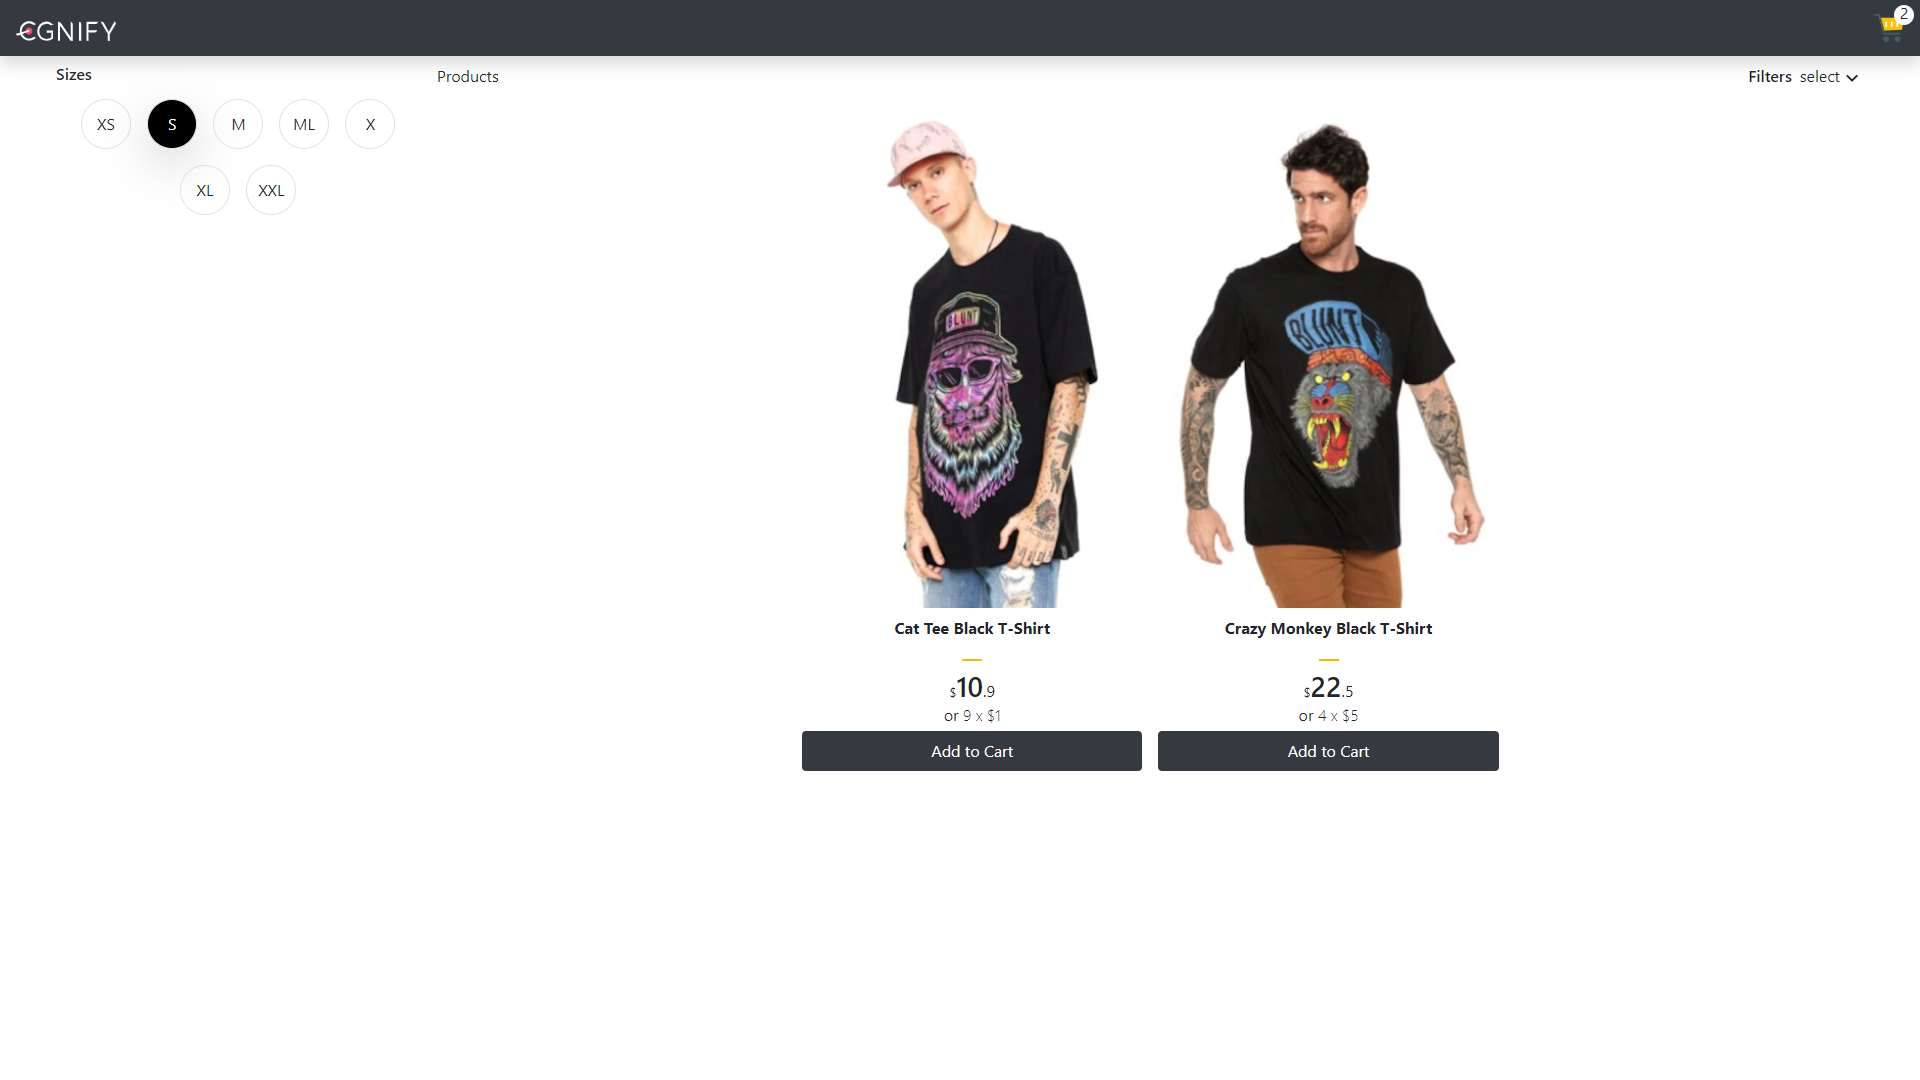 CGNIFY
2
Sizes
Products
Filters select
XS
S
M
ML
X
XL
XXL
BLUNT
BLUNT
Cat Tee Black T-Shirt
$10.9
or 9 x $1
Add to Cart
Crazy Monkey Black T-Shirt
$22.5
or 4 x $5
Add to Cart